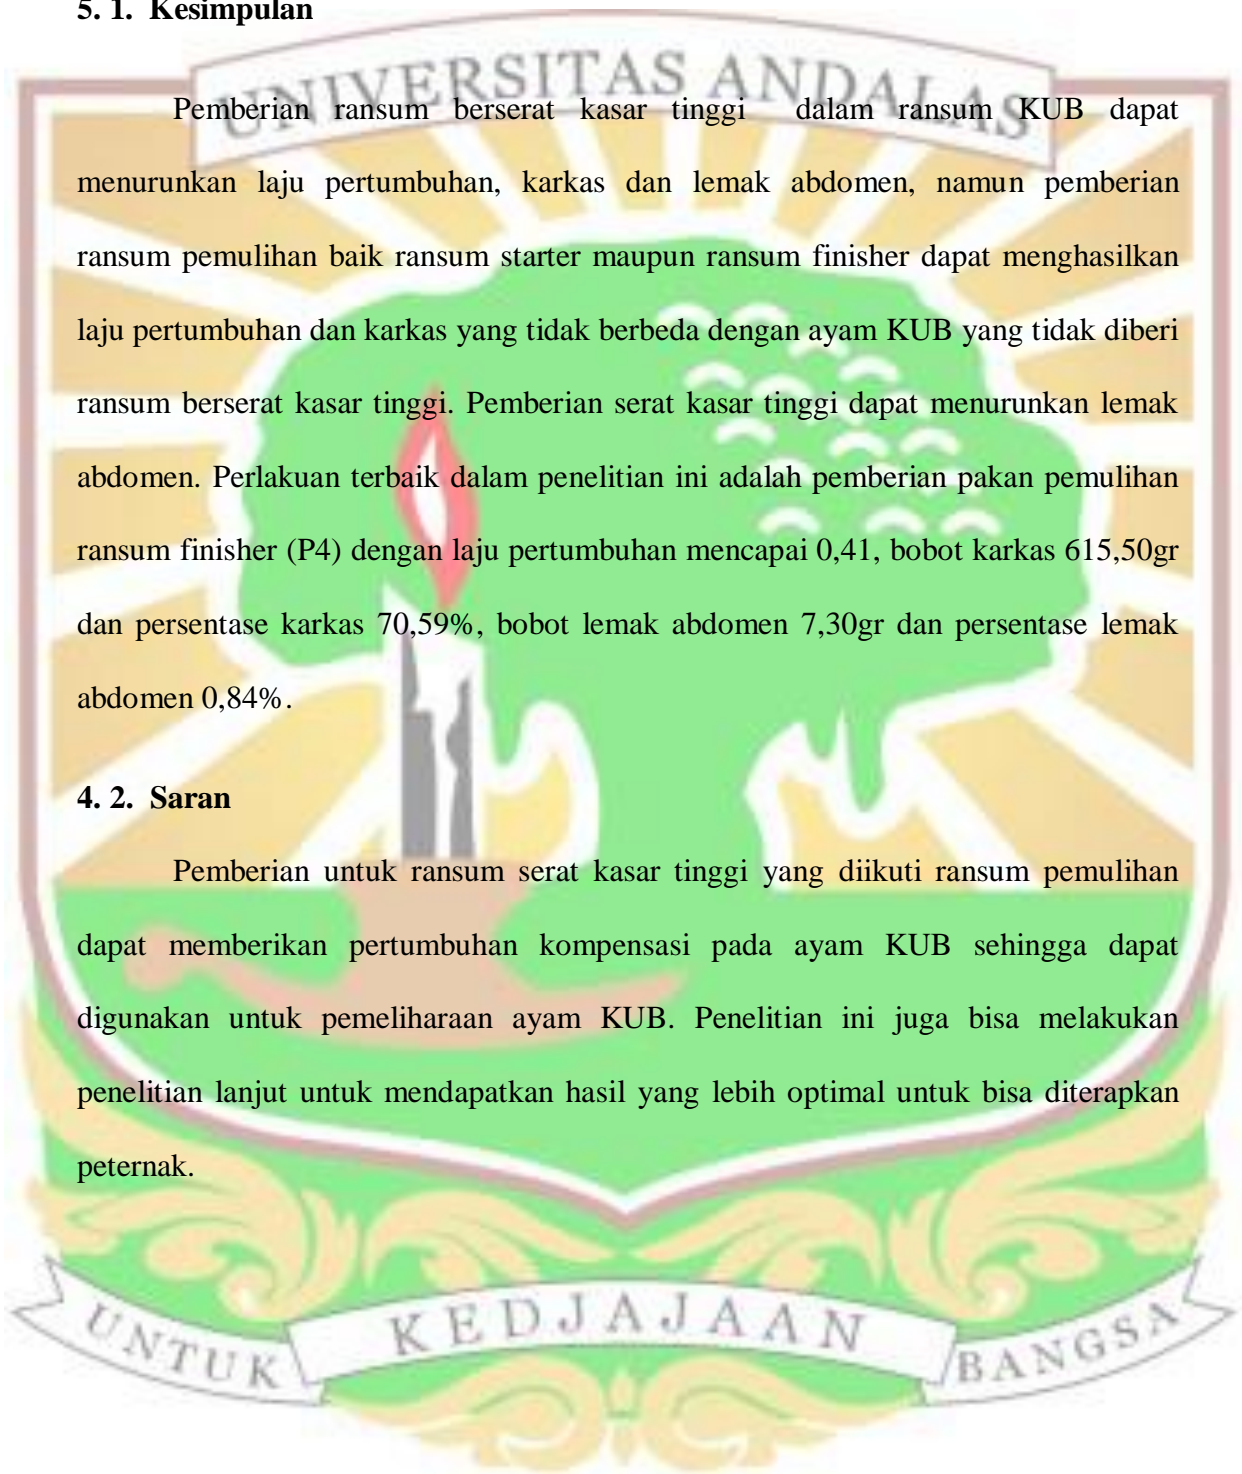 5. 1. Kesimpulan
UNIVERSITAS ANDALAS
Pemberian ransum berserat kasar tinggi dalam ransum KUB dapat
menurunkan laju pertumbuhan, karkas dan lemak abdomen, namun pemberian
ransum pemulihan baik ransum starter maupun ransum finisher dapat menghasilkan
laju pertumbuhan dan karkas yang tidak berbeda dengan ayam KUB yang tidak diberi
ransum berserat kasar tinggi. Pemberian serat kasar tinggi dapat menurunkan lemak
abdomen. Perlakuan terbaik dalam penelitian ini adalah pemberian pakan pemulihan
ransum finisher (P4) dengan laju pertumbuhan mencapai 0,41, bobot karkas 615,50gr
dan persentase karkas 70,59%, bobot lemak abdomen 7,30gr dan persentase lemak
abdomen 0,84%.
4. 2. Saran
Pemberian untuk ransum serat kasar tinggi yang diikuti ransum pemulihan
dapat memberikan pertumbuhan kompensasi pada ayam KUB sehingga dapat
digunakan untuk pemeliharaan ayam KUB. Penelitian ini juga bisa melakukan
penelitian lanjut untuk mendapatkan hasil yang lebih optimal untuk bisa diterapkan
peternak.
UNTUK KEDJAJAAN BANGSA